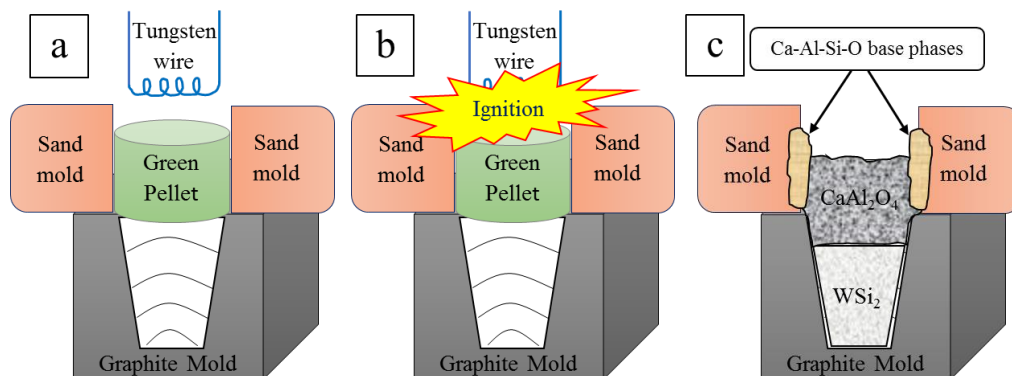 a
Tungsten
wire
Sand
mold
Green
Pellet
Sand
mold
Graphite Mold
b
Tungsten
wire
Ignition
Sand
mold
Green
Pellet
Sand
mold
Graphite Mold
c
Ca-Al-Si-O base phases
Sand
mold
Sand
mold
CaAl₂O₄
WSi₂
Graphite Mold